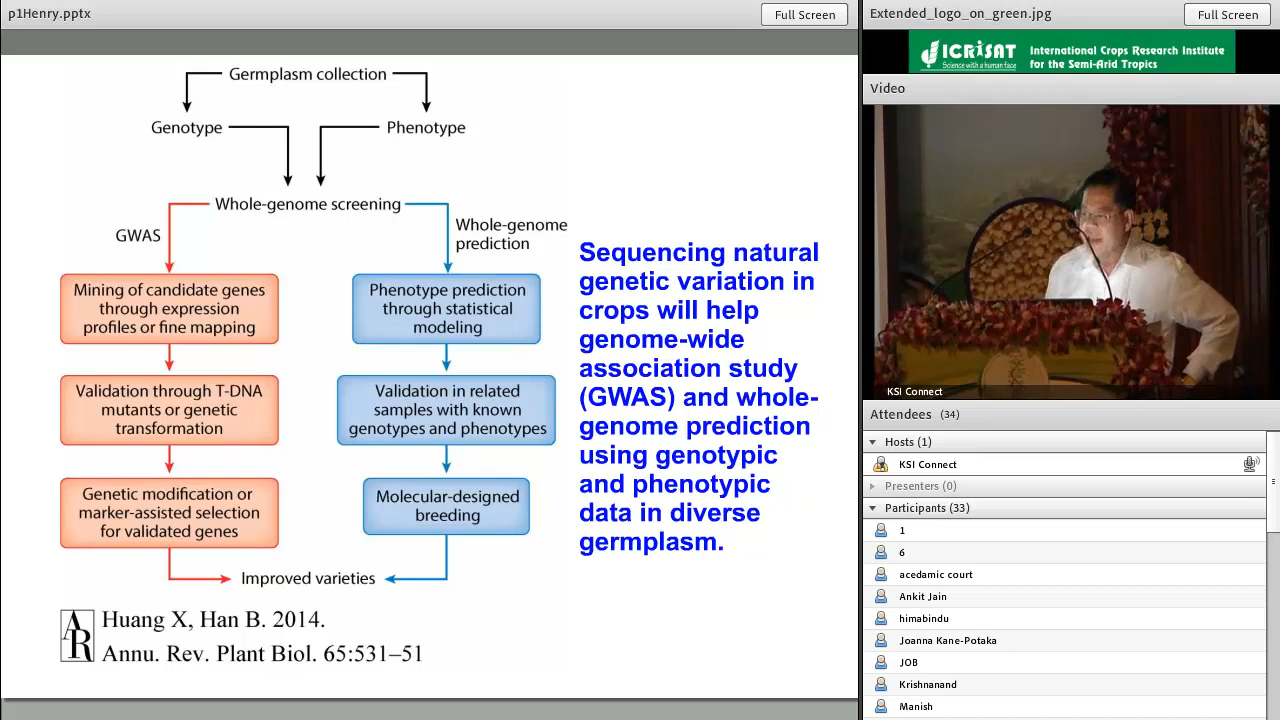 p1Henry.pptx
Full Screen
Germplasm collection
Genotype
Phenotype
Whole-genome screening
GWAS
Whole-genome
prediction
Mining of candidate genes
through expression
profiles or fine mapping
Phenotype prediction
through statistical
modeling
Validation through T-DNA
mutants or genetic
transformation
Validation in related
samples with known
genotypes and phenotypes
Genetic modification or
marker-assisted selection
for validated genes
Molecular-designed
breeding
Improved varieties
Sequencing natural
genetic variation in
crops will help
genome-wide
association study
(GWAS) and whole-
genome prediction
using genotypic
and phenotypic
data in diverse
germplasm.
AR
Huang X, Han B. 2014.
Annu. Rev. Plant Biol. 65:531–51
Extended_logo_on_green.jpg
Full Screen
ICRISAT
Science with a human face
International Crops Research Institute
for the Semi-Arid Tropics
Video
KSI Connect
Attendees (34)
Hosts (1)
KSI Connect
Presenters (0)
Participants (33)
1
6
acedamic court
Ankit Jain
himabindu
Joanna Kane-Potaka
JOB
Krishnanand
Manish